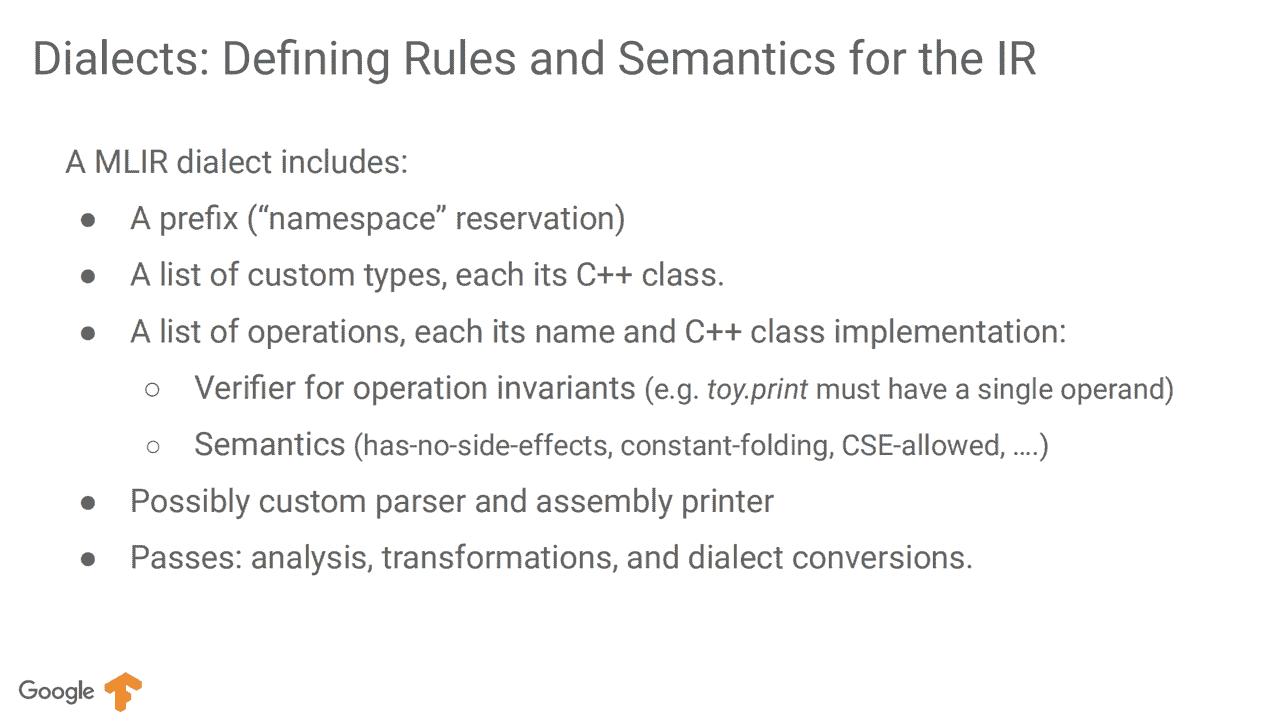 Dialects: Defining Rules and Semantics for the IR
A MLIR dialect includes:
● A prefix (“namespace” reservation)
● A list of custom types, each its C++ class.
● A list of operations, each its name and C++ class implementation:
○ Verifier for operation invariants (e.g. toy.print must have a single operand)
○ Semantics (has-no-side-effects, constant-folding, CSE-allowed, ….)
● Possibly custom parser and assembly printer
● Passes: analysis, transformations, and dialect conversions.
Google